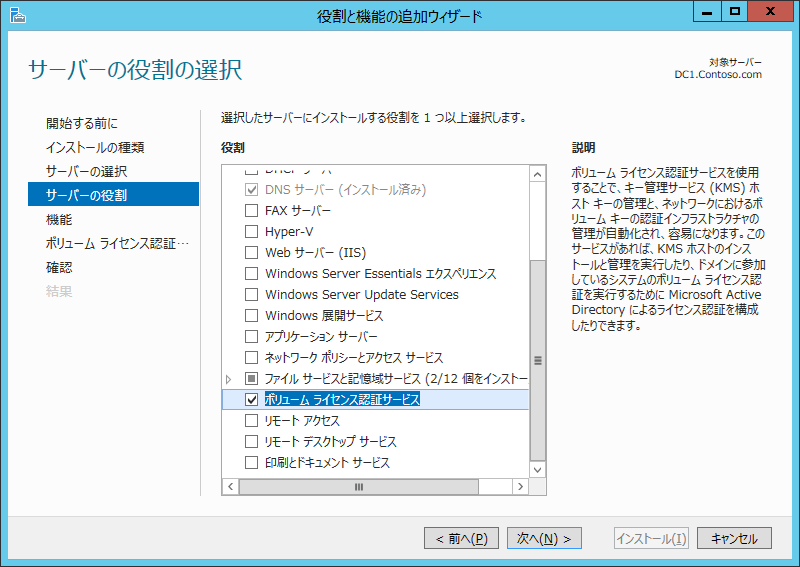 役割と機能の追加ウィザード
サーバーの役割の選択
対象サーバー
DC1.Contoso.com
開始する前に
インストールの種類
サーバーの選択
サーバーの役割
機能
ボリューム ライセンス認証…
確認
結果
選択したサーバーにインストールする役割を 1 つ以上選択します。
役割
DHCP サーバー
DNS サーバー (インストール済み)
FAX サーバー
Hyper-V
Web サーバー (IIS)
Windows Server Essentials エクスペリエンス
Windows Server Update Services
Windows 展開サービス
アプリケーション サーバー
ネットワーク ポリシーとアクセス サービス
ファイル サービスと記憶域サービス (2/12 個をインストー
ボリューム ライセンス認証サービス
リモート アクセス
リモート デスクトップ サービス
印刷とドキュメント サービス
説明
ボリューム ライセンス認証サービスを使用
することで、キー管理サービス (KMS) ホ
スト キーの管理と、ネットワークにおけるボ
リューム キーの認証インフラストラクチャの
管理が自動化され、容易になります。この
サービスがあれば、KMS ホストのインス
トールと管理を実行したり、ドメインに参加
しているシステムのボリューム ライセンス認
証を実行するために Microsoft Active
Directory によるライセンス認証を構成
したりできます。
< 前へ(P)
次へ(N) >
インストール(I)
キャンセル